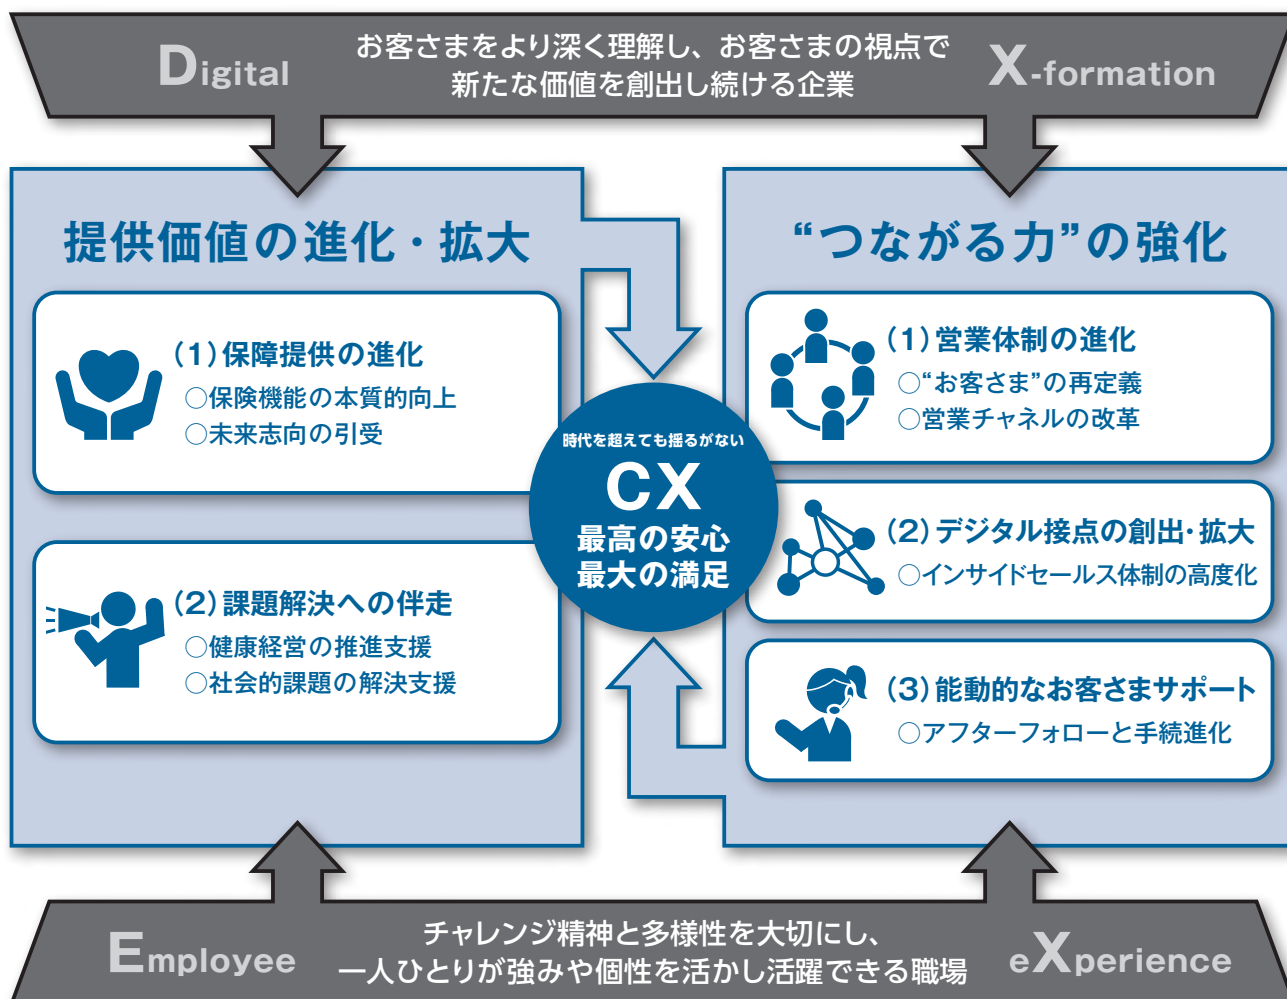 Digital
お客さまをより深く理解し、お客さまの視点で
新たな価値を創出し続ける企業
X-formation
提供価値の進化・拡大
(1)保障提供の進化
○保険機能の本質的向上
○未来志向の引受
(2)課題解決への伴走
○健康経営の推進支援
○社会的課題の解決支援
時代を超えても揺るがない
CX
最高の安心
最大の満足
“つながる力”の強化
(1)営業体制の進化
○“お客さま”の再定義
○営業チャネルの改革
(2)デジタル接点の創出・拡大
○インサイドセールス体制の高度化
(3)能動的なお客さまサポート
○アフターフォローと手続進化
Employee
チャレンジ精神と多様性を大切にし、
一人ひとりが強みや個性を活かし活躍できる職場
eXperience